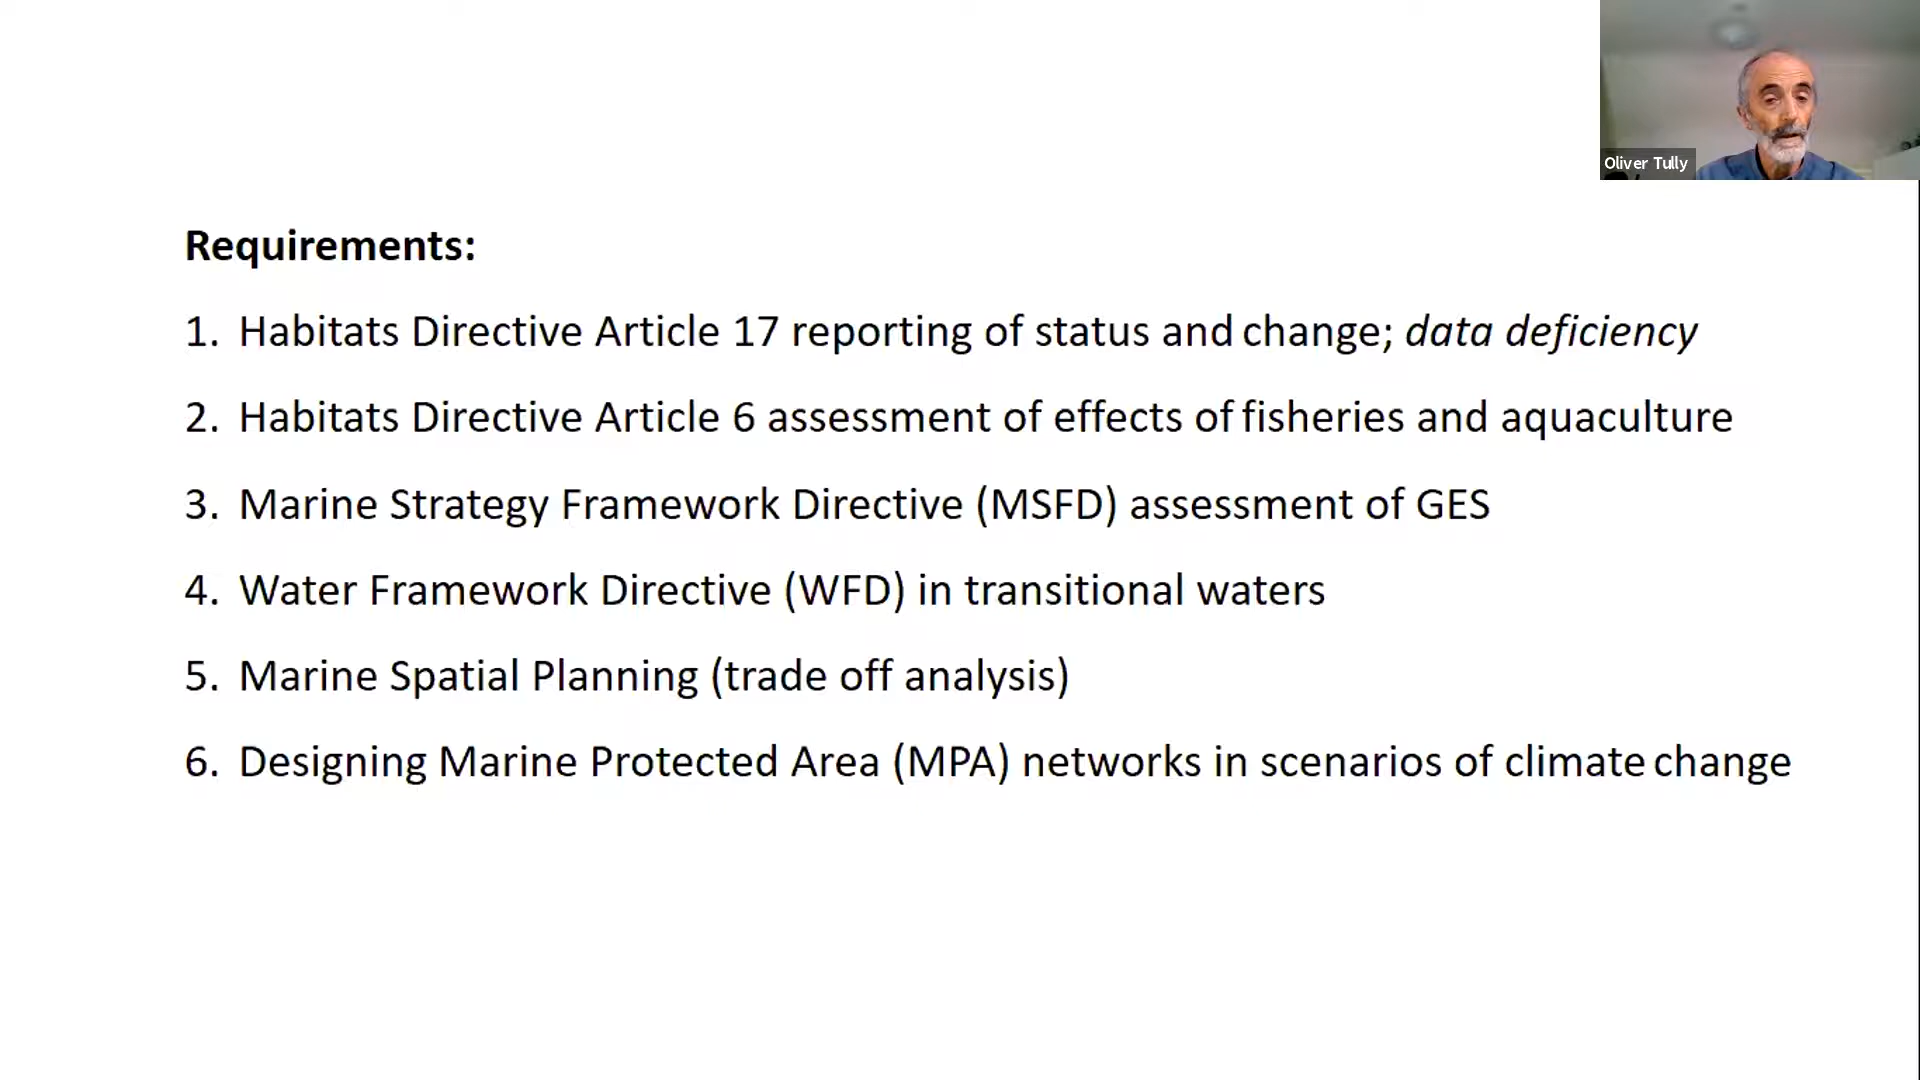 Oliver Tully
Requirements:
1. Habitats Directive Article 17 reporting of status and change; data deficiency
2. Habitats Directive Article 6 assessment of effects of fisheries and aquaculture
3. Marine Strategy Framework Directive (MSFD) assessment of GES
4. Water Framework Directive (WFD) in transitional waters
5. Marine Spatial Planning (trade off analysis)
6. Designing Marine Protected Area (MPA) networks in scenarios of climate change